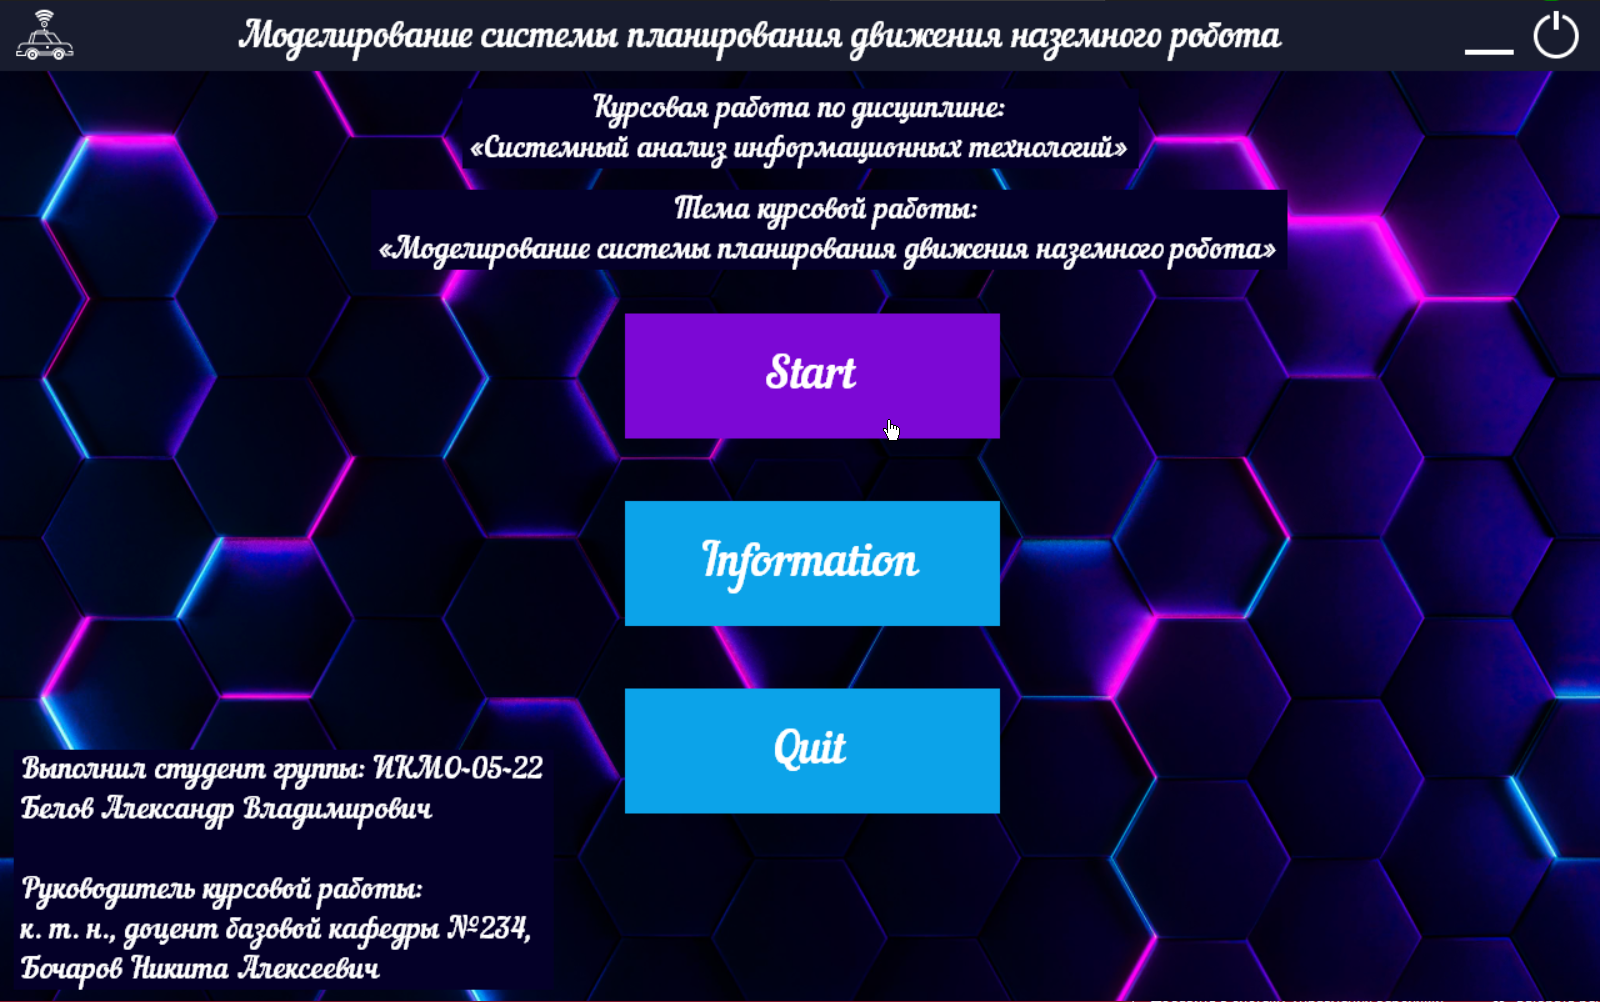 Моделирование системы планирования движения наземного робота
Курсовая работа по дисциплине:
«Системный анализ информационных технологий»
Тема курсовой работы:
«Моделирование системы планирования движения наземного робота»
Start
Information
Quit
Выполнил студент группы: ИКМО-05-22
Белов Александр Владимирович
Руководитель курсовой работы:
к. т. н., доцент базовой кафедры №234,
Бочаров Никита Алексеевич